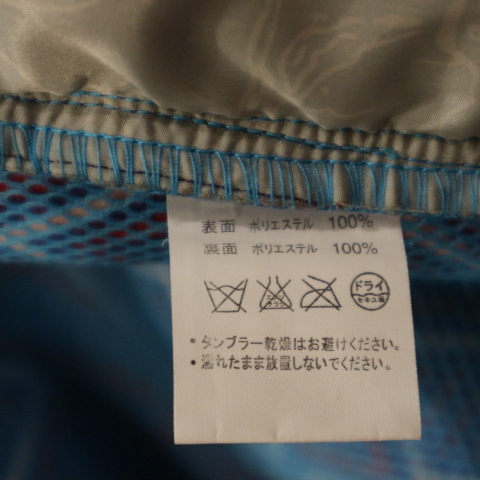 表面 ポリエステル 100%
裏面 ポリエステル 100%
ドライ
セキユ系
• タンブラー乾燥はお避けください。
• 濡れたまま放置しないでください。